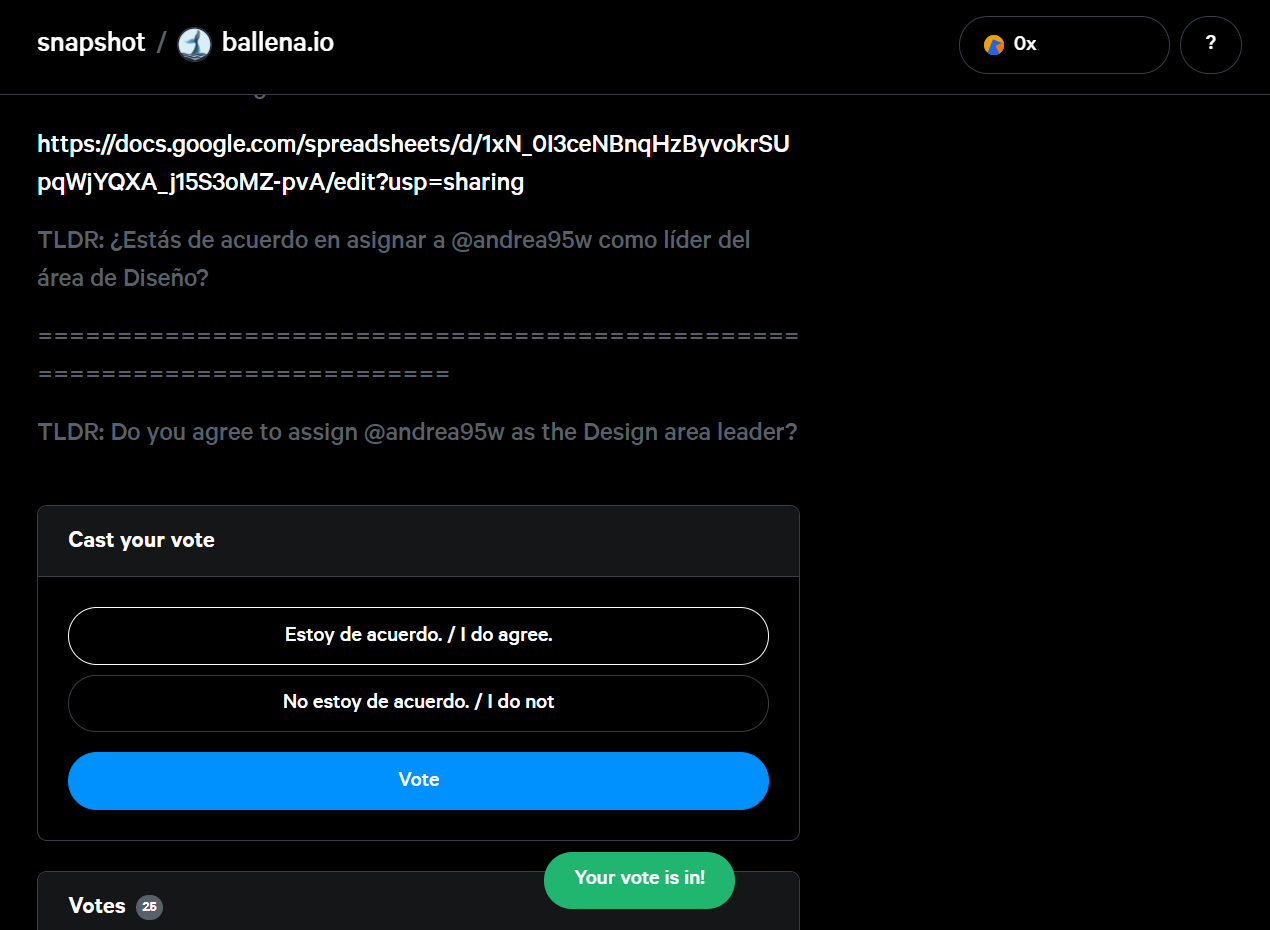 snapshot / ballena.io
0x
?
https://docs.google.com/spreadsheets/d/1xN_0I3ceNBnqHzByvokrSU
pqWjYQXA_j15S3oMZ-pvA/edit?usp=sharing
TLDR: ¿Estás de acuerdo en asignar a @andrea95w como líder del
área de Diseño?
================================================
==========================
TLDR: Do you agree to assign @andrea95w as the Design area leader?
Cast your vote
Estoy de acuerdo. / I do agree.
No estoy de acuerdo. / I do not
Vote
Your vote is in!
Votes 25